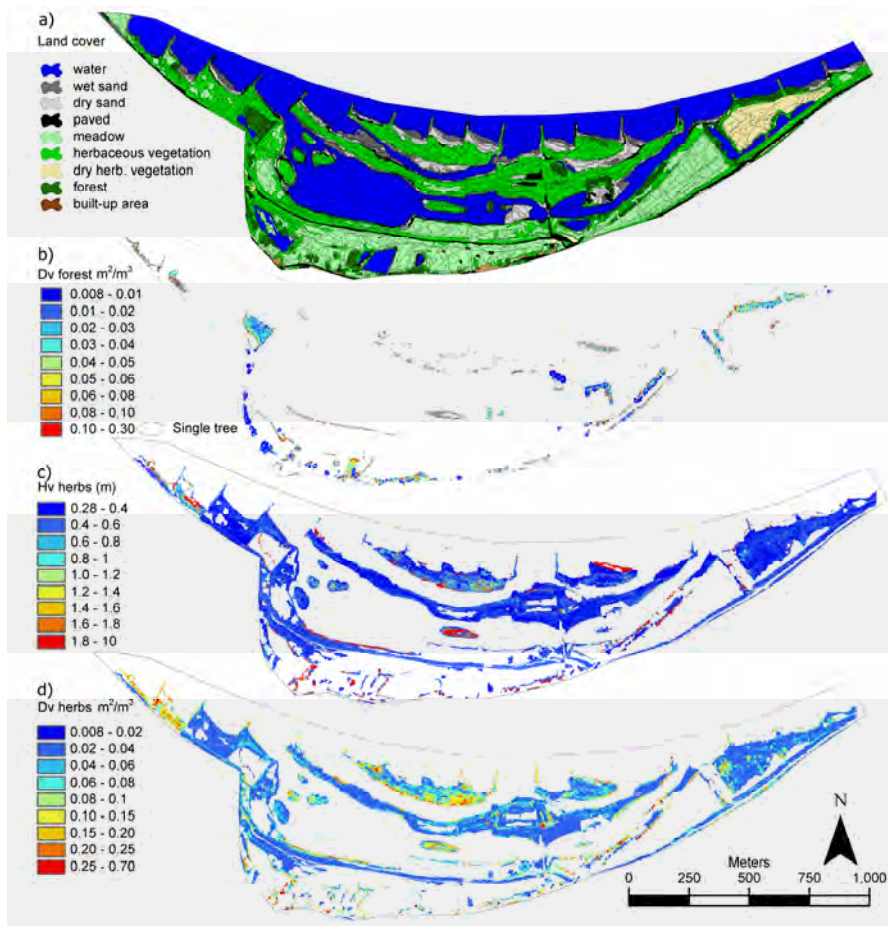 a)
Land cover
water
wet sand
dry sand
paved
meadow
herbaceous vegetation
dry herb. vegetation
forest
built-up area
b)
Dv forest m²/m³
0.008 - 0.01
0.01 - 0.02
0.02 - 0.03
0.03 - 0.04
0.04 - 0.05
0.05 - 0.06
0.06 - 0.08
0.08 - 0.10
0.10 - 0.30 Single tree
c)
Hv herbs (m)
0.28 - 0.4
0.4 - 0.6
0.6 - 0.8
0.8 - 1
1.0 - 1.2
1.2 - 1.4
1.4 - 1.6
1.6 - 1.8
1.8 - 10
d)
Dv herbs m²/m³
0.008 - 0.02
0.02 - 0.04
0.04 - 0.06
0.06 - 0.08
0.08 - 0.1
0.10 - 0.15
0.15 - 0.20
0.20 - 0.25
0.25 - 0.70
N
Meters
0 250 500 750 1.000